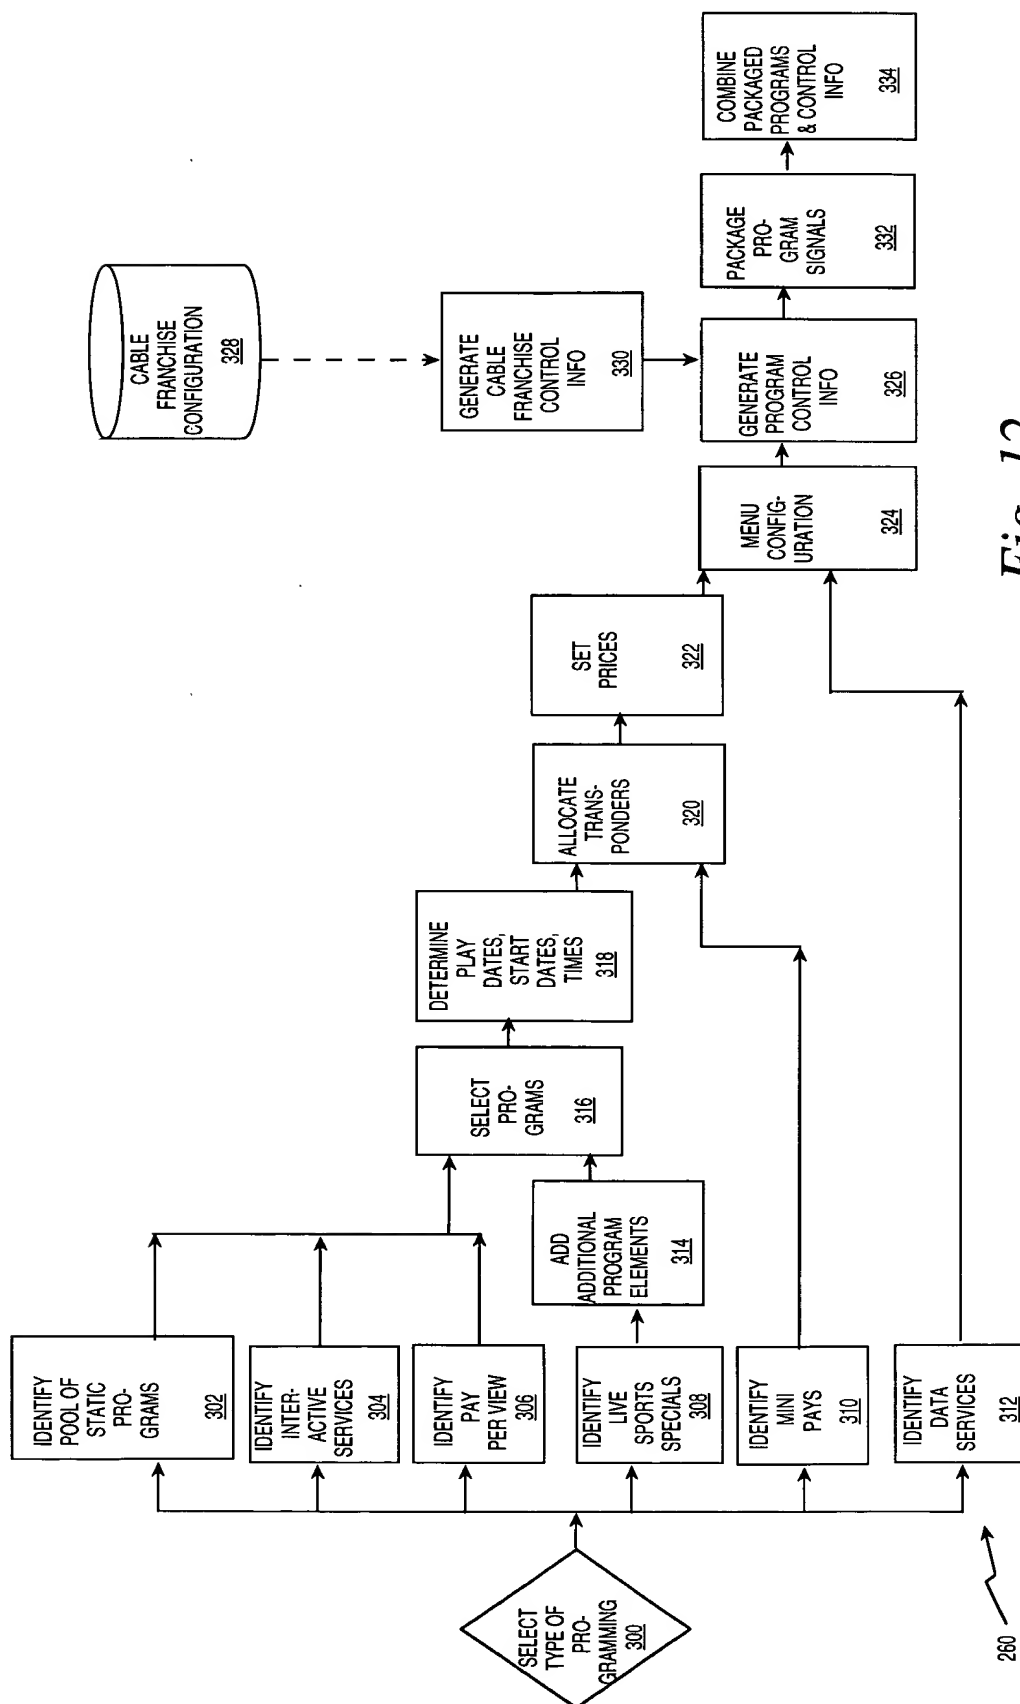 SELECT
TYPE OF
PRO-
GRAMMING
300
IDENTIFY
POOL OF
STATIC
PRO-
GRAMS
302
IDENTIFY
INTER-
ACTIVE
SERVICES
304
IDENTIFY
PAY
PER VIEW
306
IDENTIFY
LIVE
SPORTS
SPECIALS
308
IDENTIFY
MINI
PAYS
310
IDENTIFY
DATA
SERVICES
312
ADD
ADDITIONAL
PROGRAM
ELEMENTS
314
SELECT
PRO-
GRAMS
316
DETERMINE
PLAY
DATES,
START
DATES,
TIMES
318
ALLOCATE
TRANS-
PONDERS
320
SET
PRICES
322
MENU
CONFIG-
URATION
324
CABLE
FRANCHISE
CONFIGURATION
328
GENERATE
CABLE
FRANCHISE
CONTROL
INFO
330
GENERATE
PROGRAM
CONTROL
INFO
326
PACKAGE
PRO-
GRAM
SIGNALS
332
COMBINE
PACKAGED
PROGRAMS
& CONTROL
INFO
334
260
Fig. 12